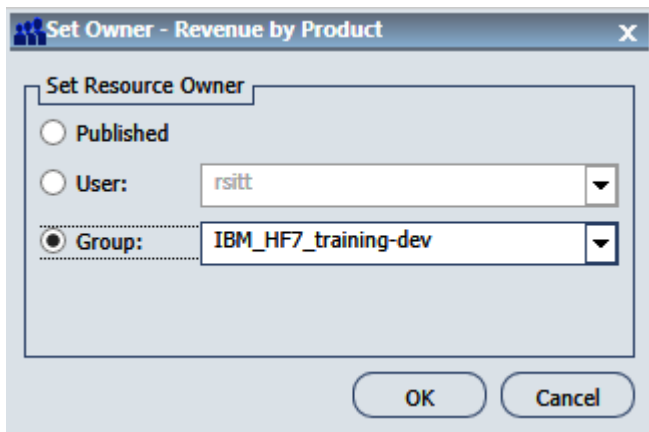 Set Owner - Revenue by Product x
Set Resource Owner
Published
User: rsitt
Group: IBM_HF7_training-dev
OK Cancel